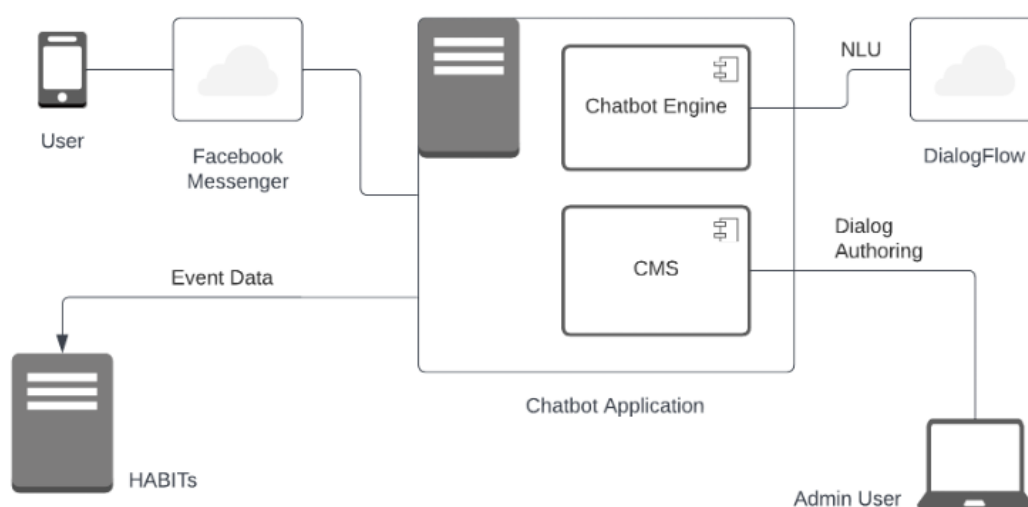 NLU
Chatbot Engine
User
Facebook
Messenger
DialogFlow
Dialog
Authoring
CMS
Event Data
Chatbot Application
HABITs
Admin User